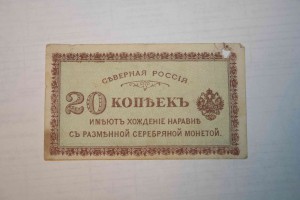 СѢВЕРНАЯ РОССІЯ
20 КОПѢЕКЪ
ИМѢЮТЪ ХОЖДЕНІЕ НАРАВНѢ
СЪ РАЗМѢННОЙ СЕРЕБРЯНОЙ МОНЕТОЙ.